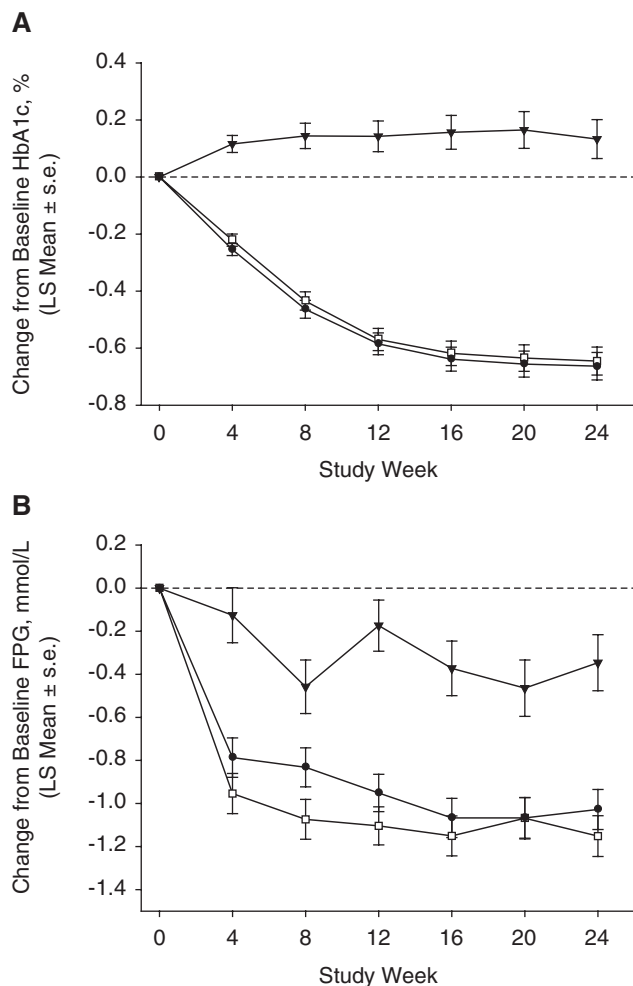 A
Change from Baseline HbA1c, %
(LS Mean ± s.e.)
0.4
0.2
0.0
-0.2
-0.4
-0.6
-0.8
0 4 8 12 16 20 24
Study Week
B
Change from Baseline FPG, mmol/L
(LS Mean ± s.e.)
0.2
0.0
-0.2
-0.4
-0.6
-0.8
-1.0
-1.2
-1.4
0 4 8 12 16 20 24
Study Week